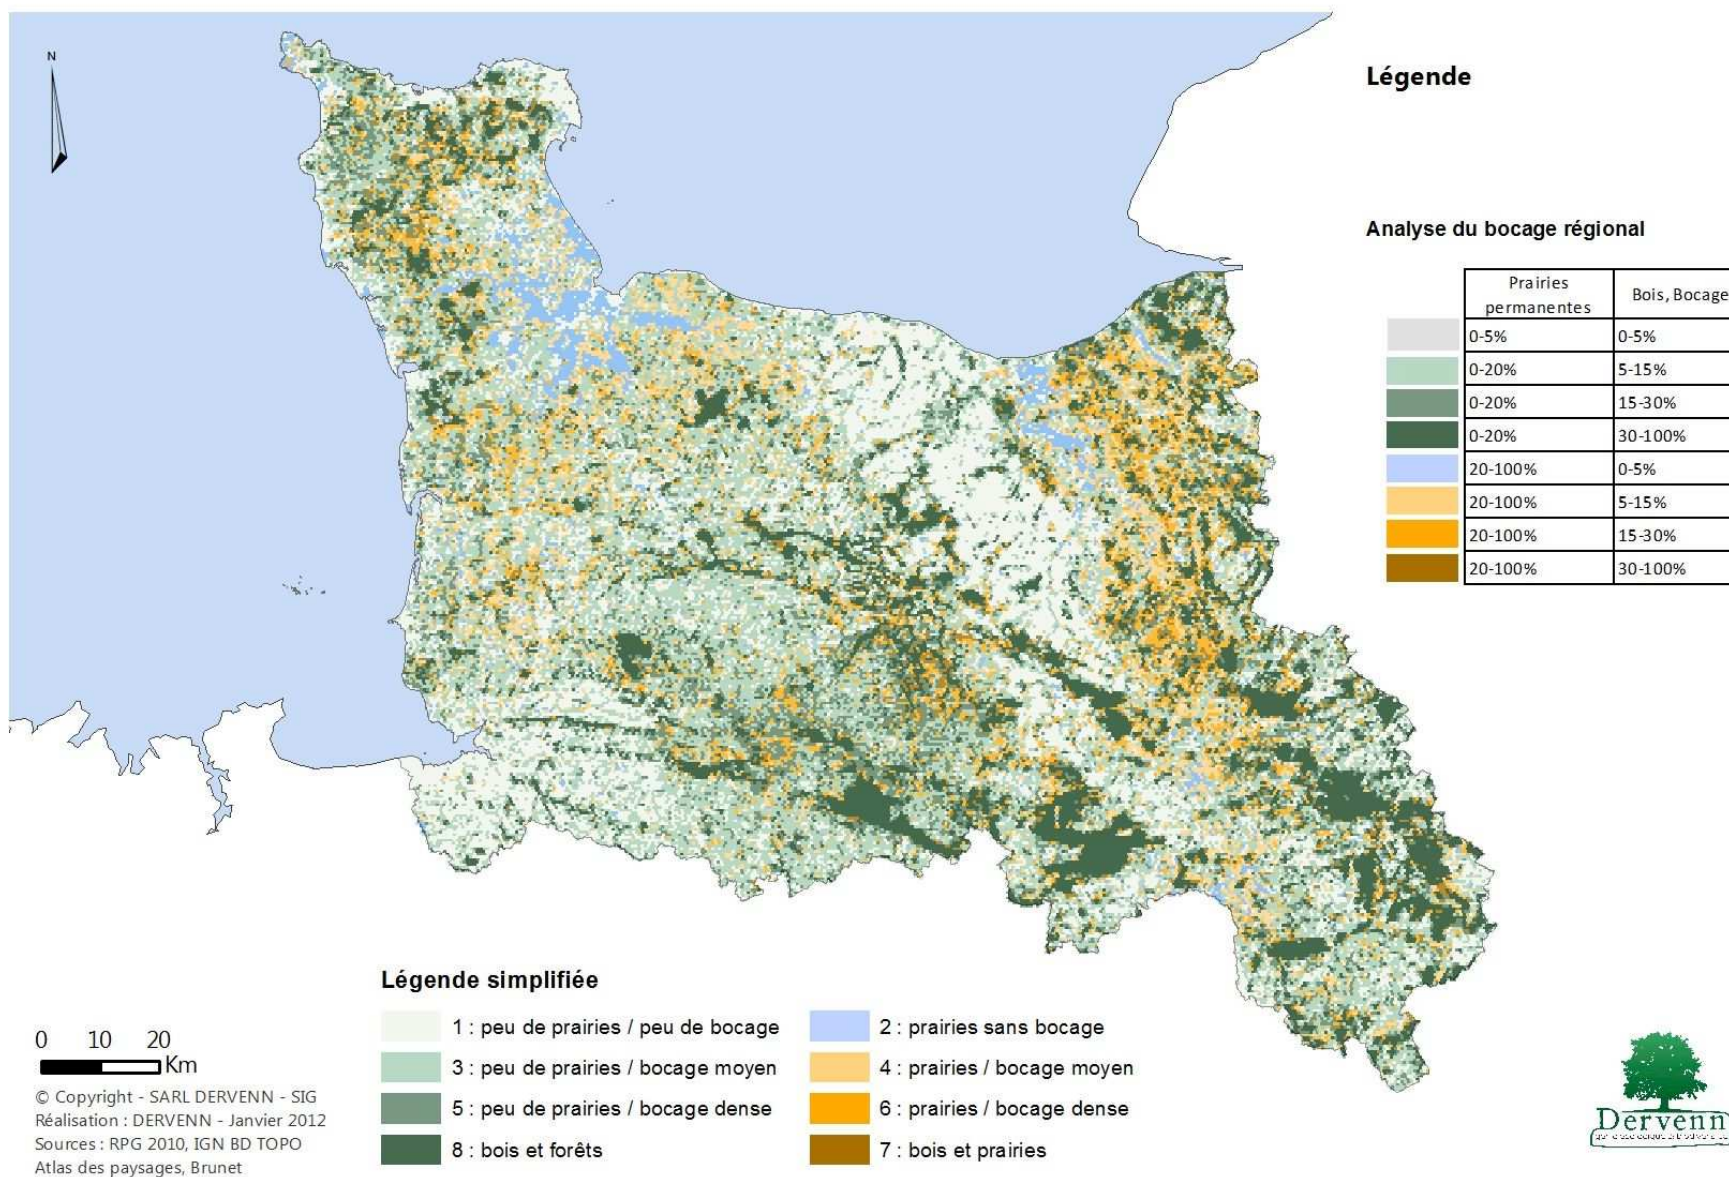 N
Légende
Analyse du bocage régional
Prairies permanentes Bois, Bocage
0-5% 0-5%
0-20% 5-15%
0-20% 15-30%
0-20% 30-100%
20-100% 0-5%
20-100% 5-15%
20-100% 15-30%
20-100% 30-100%
Légende simplifiée
1 : peu de prairies / peu de bocage
2 : prairies sans bocage
3 : peu de prairies / bocage moyen
4 : prairies / bocage moyen
5 : peu de prairies / bocage dense
6 : prairies / bocage dense
8 : bois et forêts
7 : bois et prairies
0 10 20
Km
© Copyright - SARL DERVENN - SIG
Réalisation : DERVENN - Janvier 2012
Sources : RPG 2010, IGN BD TOPO
Atlas des paysages, Brunet
Dervenn